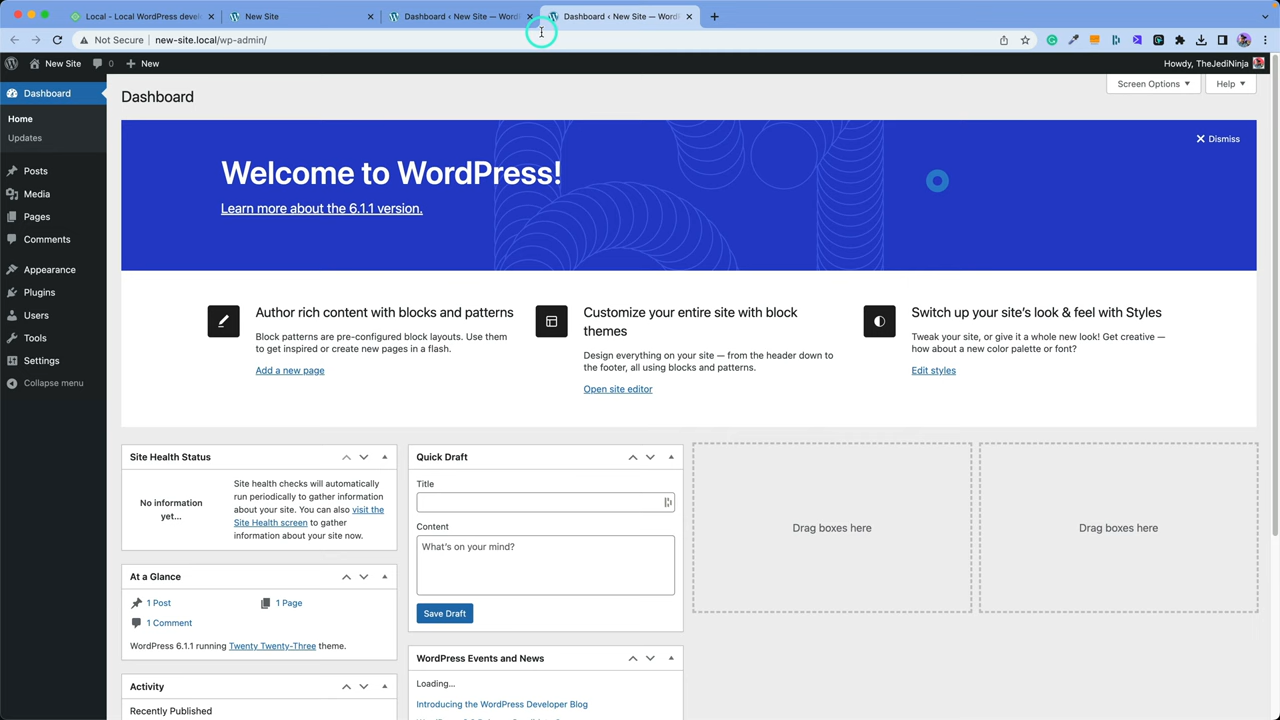 Local - Local WordPress devel
New Site
Dashboard ‹ New Site — WordP
Dashboard ‹ New Site — WordP
Not Secure
new-site.local/wp-admin/
New Site
0
New
Howdy, TheJediNinja
Dashboard
Home
Updates
Posts
Media
Pages
Comments
Appearance
Plugins
Users
Tools
Settings
Collapse menu
Dashboard
Screen Options
Help
Dismiss
Welcome to WordPress!
Learn more about the 6.1.1 version.
Author rich content with blocks and patterns
Block patterns are pre-configured block layouts. Use them
to get inspired or create new pages in a flash.
Add a new page
Customize your entire site with block
themes
Design everything on your site — from the header down to
the footer, all using blocks and patterns.
Open site editor
Switch up your site’s look & feel with Styles
Tweak your site, or give it a whole new look! Get creative —
how about a new color palette or font?
Edit styles
Site Health Status
No information
yet...
Site health checks will automatically
run periodically to gather information
about your site. You can also visit the
Site Health screen to gather
information about your site now.
At a Glance
1 Post
1 Page
1 Comment
WordPress 6.1.1 running Twenty Twenty-Three theme.
Activity
Recently Published
Quick Draft
Title
Content
What’s on your mind?
Save Draft
WordPress Events and News
Loading...
Introducing the WordPress Developer Blog
Drag boxes here
Drag boxes here